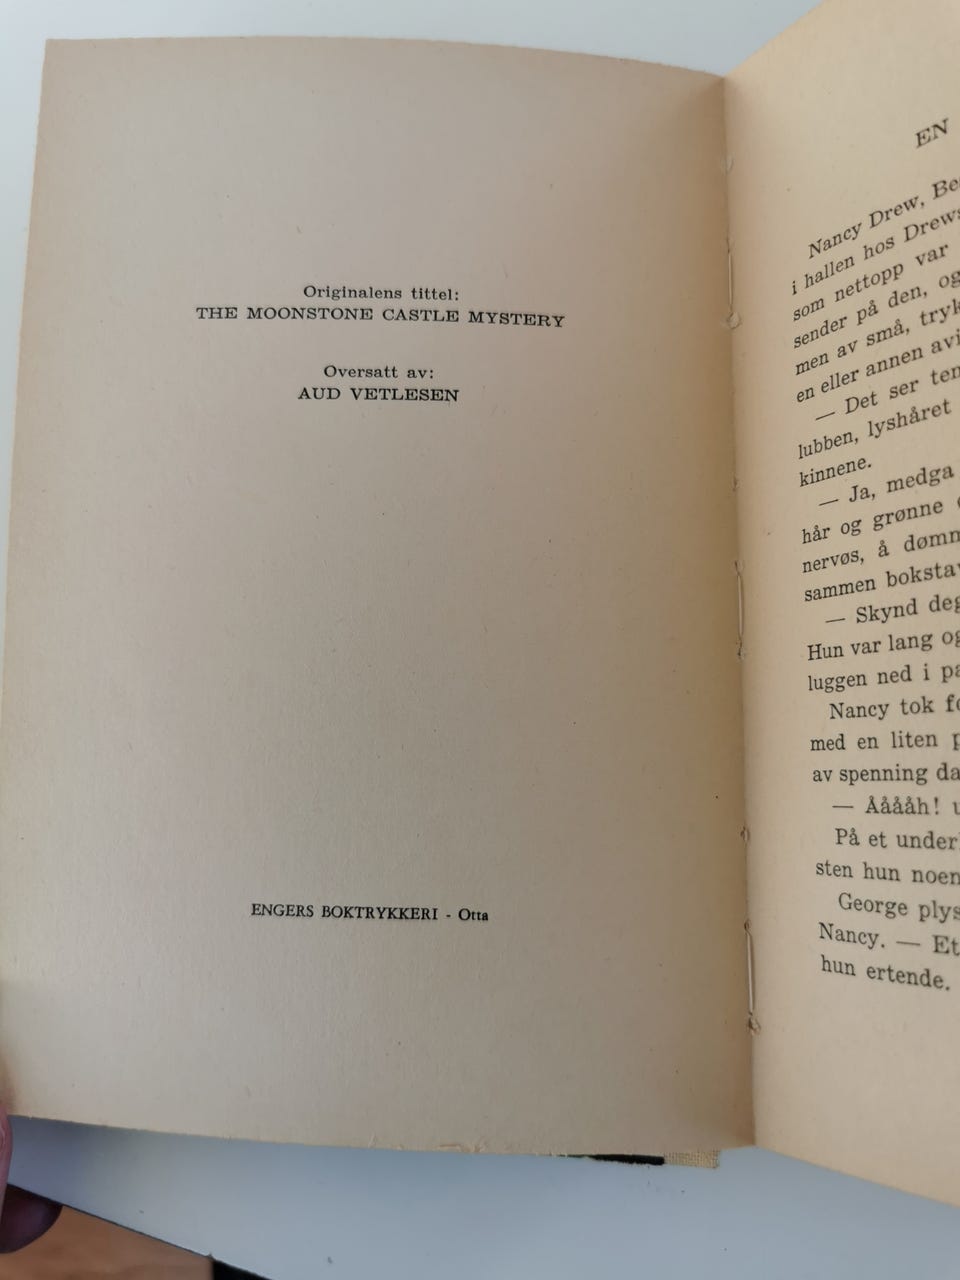 Originalens tittel:
THE MOONSTONE CASTLE MYSTERY
Oversatt av:
AUD VETLESEN
ENGERS BOKTRYKKERI - Otta
EN
Nancy Drew,
i hallen hos
som nettopp var
sender på den,
men av små,
en eller annen
— Det ser
lubben, lyshåret
kinnene.
— Ja, medga
hår og grønne
nervøs, å
sammen
— Skynd
Hun var lang
luggen ned i
Nancy tok
med en liten
av spenning
— Ååååh!
På et
sten hun
George
Nancy. — Et
hun ertende.